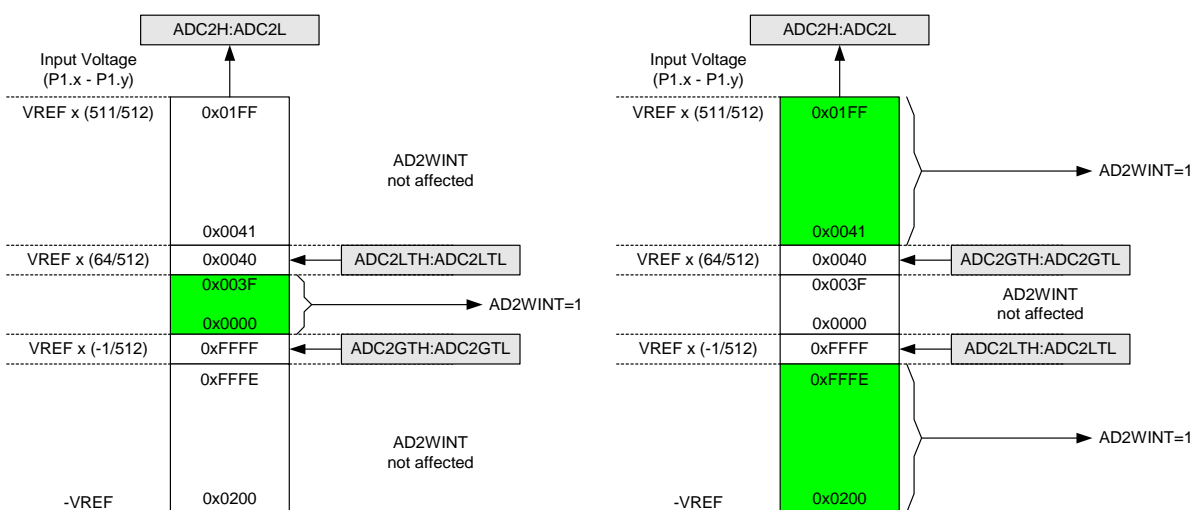 ADC2H:ADC2L
Input Voltage
(P1.x - P1.y)
VREF x (511/512)
0x01FF
AD2WINT
not affected
0x0041
VREF x (64/512)
0x0040
ADC2LTH:ADC2LTL
0x003F
AD2WINT=1
0x0000
VREF x (-1/512)
0xFFFF
ADC2GTH:ADC2GTL
0xFFFE
AD2WINT
not affected
-VREF
0x0200
ADC2H:ADC2L
Input Voltage
(P1.x - P1.y)
VREF x (511/512)
0x01FF
AD2WINT=1
0x0041
VREF x (64/512)
0x0040
ADC2GTH:ADC2GTL
0x003F
AD2WINT
not affected
0x0000
VREF x (-1/512)
0xFFFF
ADC2LTH:ADC2LTL
0xFFFE
AD2WINT=1
-VREF
0x0200